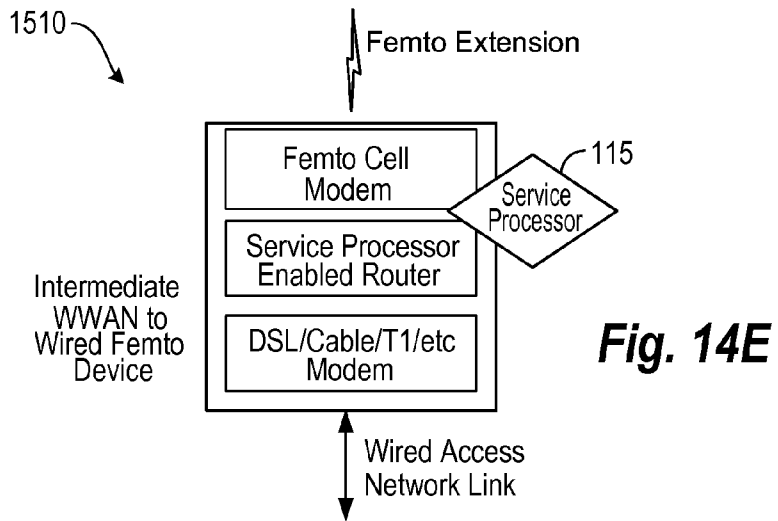 1510
Femto Extension
Femto Cell
Modem
115
Service
Processor
Service Processor
Enabled Router
Intermediate
WWAN to
Wired Femto
Device
DSL/Cable/T1/etc
Modem
Fig. 14E
Wired Access
Network Link